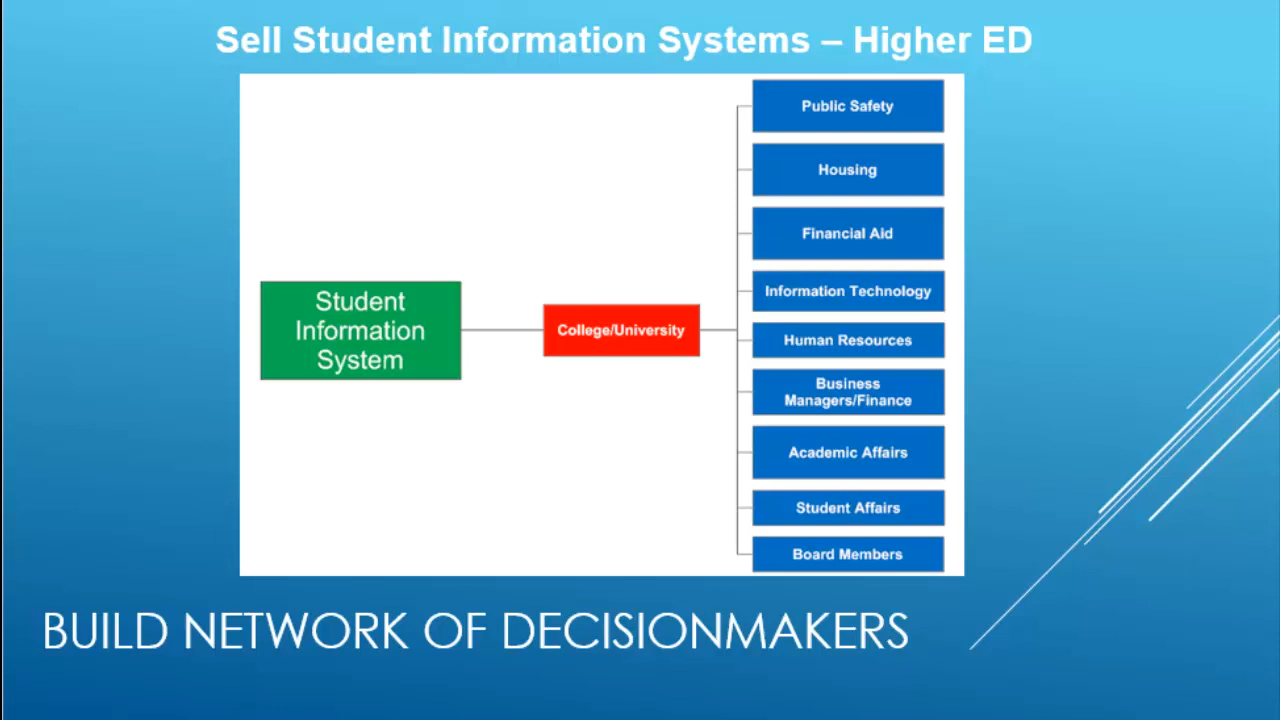 Sell Student Information Systems – Higher ED
Student
Information
System
College/University
Public Safety
Housing
Financial Aid
Information Technology
Human Resources
Business
Managers/Finance
Academic Affairs
Student Affairs
Board Members
BUILD NETWORK OF DECISIONMAKERS